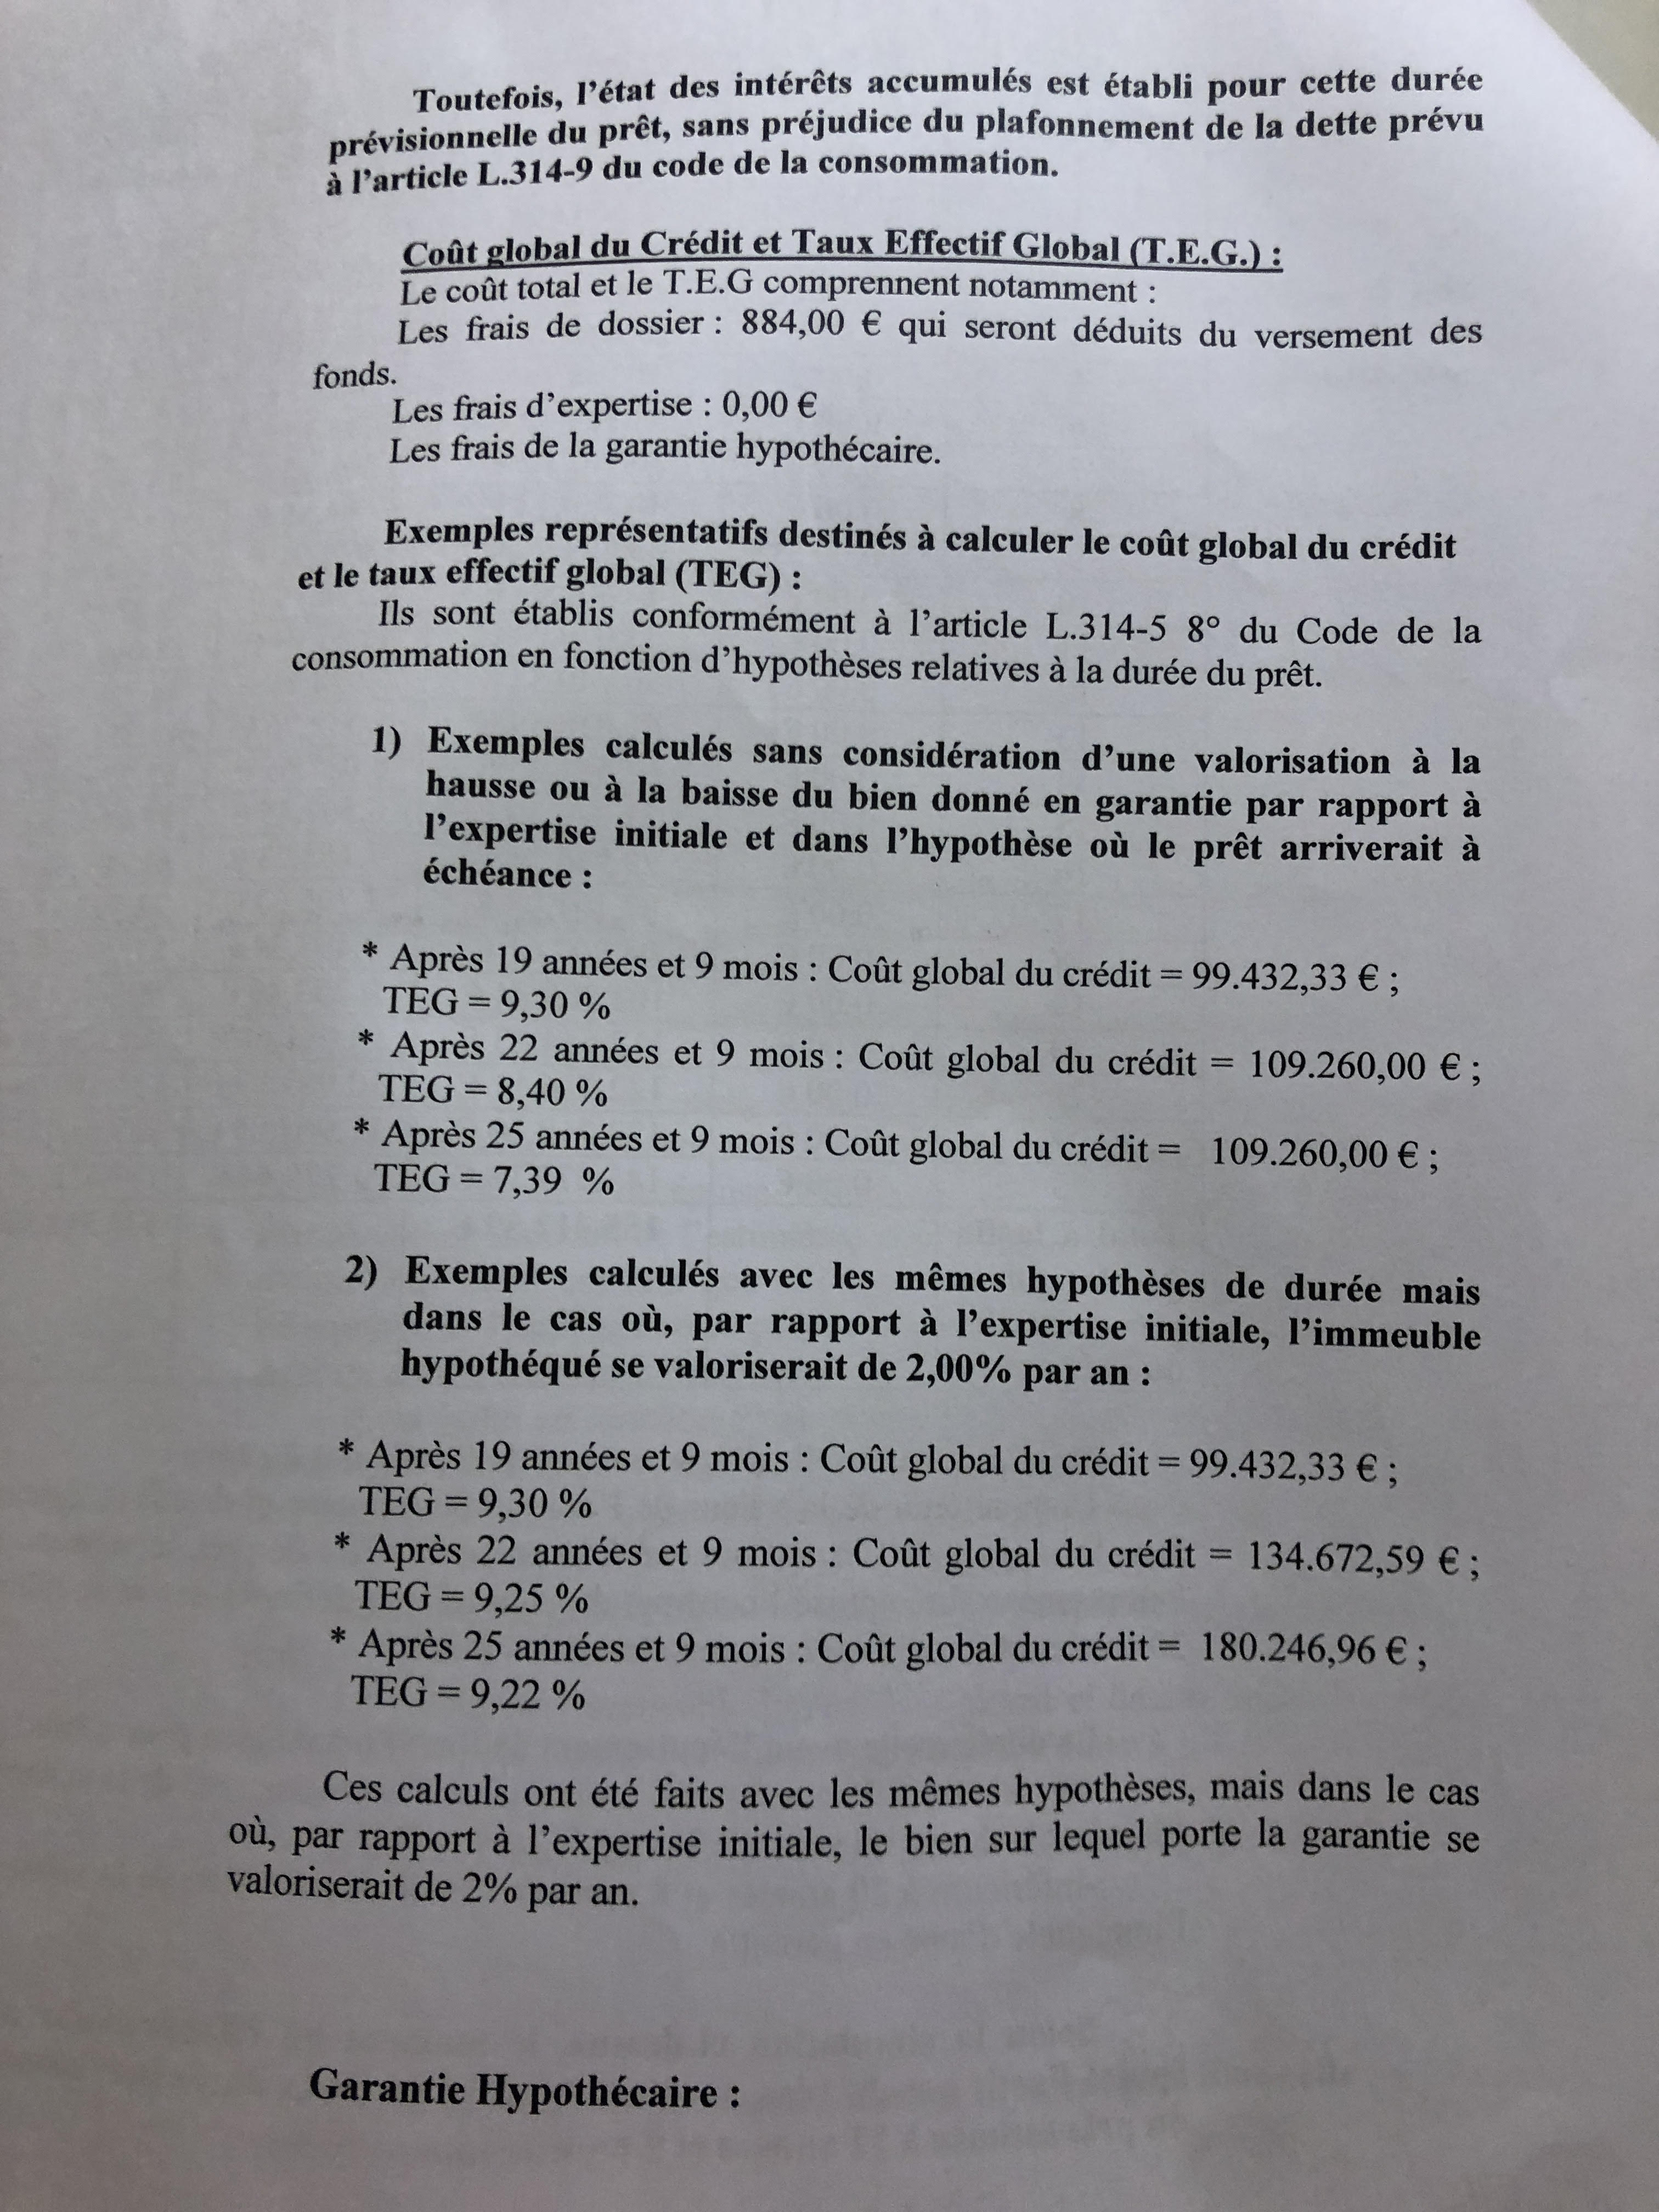 Toutefois, l’état des intérêts accumulés est établi pour cette durée
prévisionnelle du prêt, sans préjudice du plafonnement de la dette prévu
à l’article L.314-9 du code de la consommation.
Coût global du Crédit et Taux Effectif Global (T.E.G.) :
Le coût total et le T.E.G comprennent notamment :
Les frais de dossier : 884,00 € qui seront déduits du versement des
fonds.
Les frais d’expertise : 0,00 €
Les frais de la garantie hypothécaire.
Exemples représentatifs destinés à calculer le coût global du crédit
et le taux effectif global (TEG) :
Ils sont établis conformément à l’article L.314-5 8° du Code de la
consommation en fonction d’hypothèses relatives à la durée du prêt.
1) Exemples calculés sans considération d’une valorisation à la
hausse ou à la baisse du bien donné en garantie par rapport à
l’expertise initiale et dans l’hypothèse où le prêt arriverait à
échéance :
* Après 19 années et 9 mois : Coût global du crédit = 99.432,33 € ;
TEG = 9,30 %
* Après 22 années et 9 mois : Coût global du crédit = 109.260,00 € ;
TEG = 8,40 %
* Après 25 années et 9 mois : Coût global du crédit = 109.260,00 € ;
TEG = 7,39 %
2) Exemples calculés avec les mêmes hypothèses de durée mais
dans le cas où, par rapport à l’expertise initiale, l’immeuble
hypothéqué se valoriserait de 2,00% par an :
* Après 19 années et 9 mois : Coût global du crédit = 99.432,33 € ;
TEG = 9,30 %
* Après 22 années et 9 mois : Coût global du crédit = 134.672,59 € ;
TEG = 9,25 %
* Après 25 années et 9 mois : Coût global du crédit = 180.246,96 € ;
TEG = 9,22 %
Ces calculs ont été faits avec les mêmes hypothèses, mais dans le cas
où, par rapport à l’expertise initiale, le bien sur lequel porte la garantie se
valoriserait de 2% par an.
Garantie Hypothécaire :